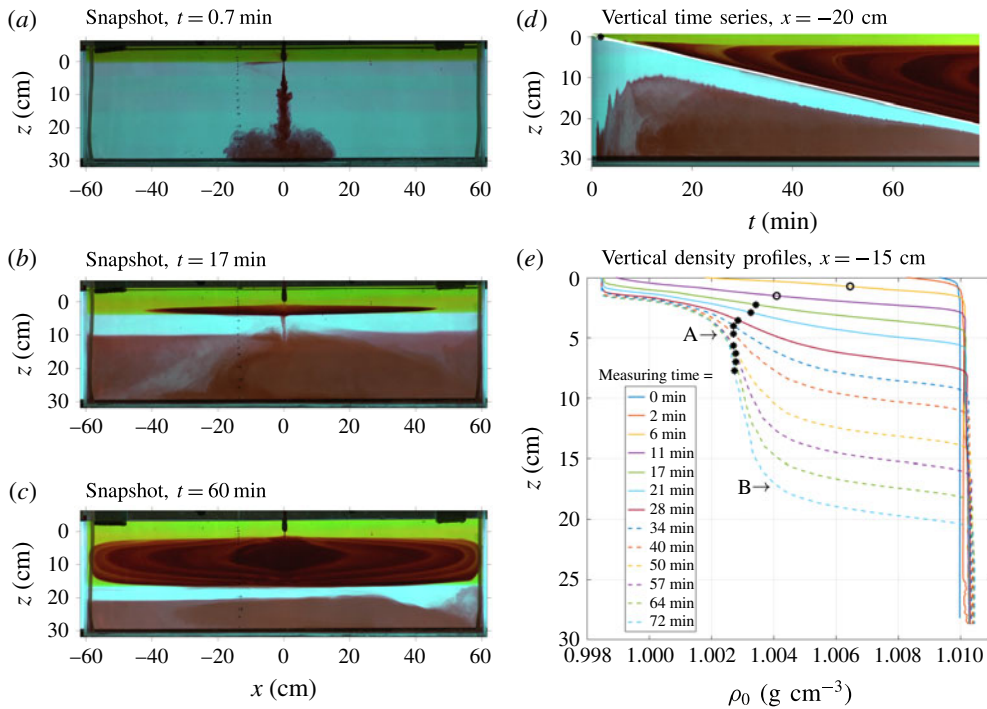 (a) Snapshot, t = 0.7 min
z (cm)
0
10
20
30
–60 –40 –20 0 20 40 60
(b) Snapshot, t = 17 min
z (cm)
0
10
20
30
–60 –40 –20 0 20 40 60
(c) Snapshot, t = 60 min
z (cm)
0
10
20
30
–60 –40 –20 0 20 40 60
x (cm)
(d) Vertical time series, x = −20 cm
z (cm)
0
10
20
30
0 20 40 60
t (min)
(e) Vertical density profiles, x = −15 cm
z (cm)
0
5
10
15
20
25
30
A→
B→
Measuring time =
0 min
2 min
6 min
11 min
17 min
21 min
28 min
34 min
40 min
50 min
57 min
64 min
72 min
0.998 1.000 1.002 1.004 1.006 1.008 1.010
ρ0 (g cm−3)